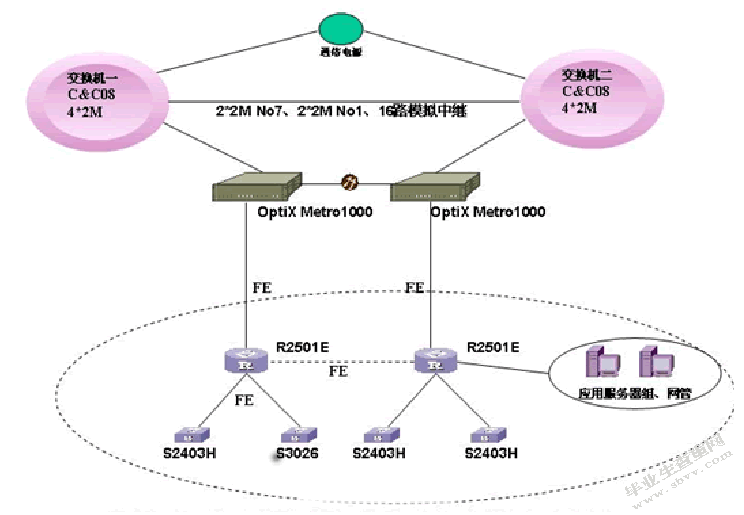 通信电源
交换机一
C&C08
4*2M
交换机二
C&C08
4*2M
2*2M No7、2*2M No1、16路模拟中继
OptiX Metro1000
OptiX Metro1000
FE
FE
R2501E
R2501E
FE
FE
应用服务器组、网管
S2403H
S3026
S2403H
S2403H
毕业生签约网
www.sbvv.com